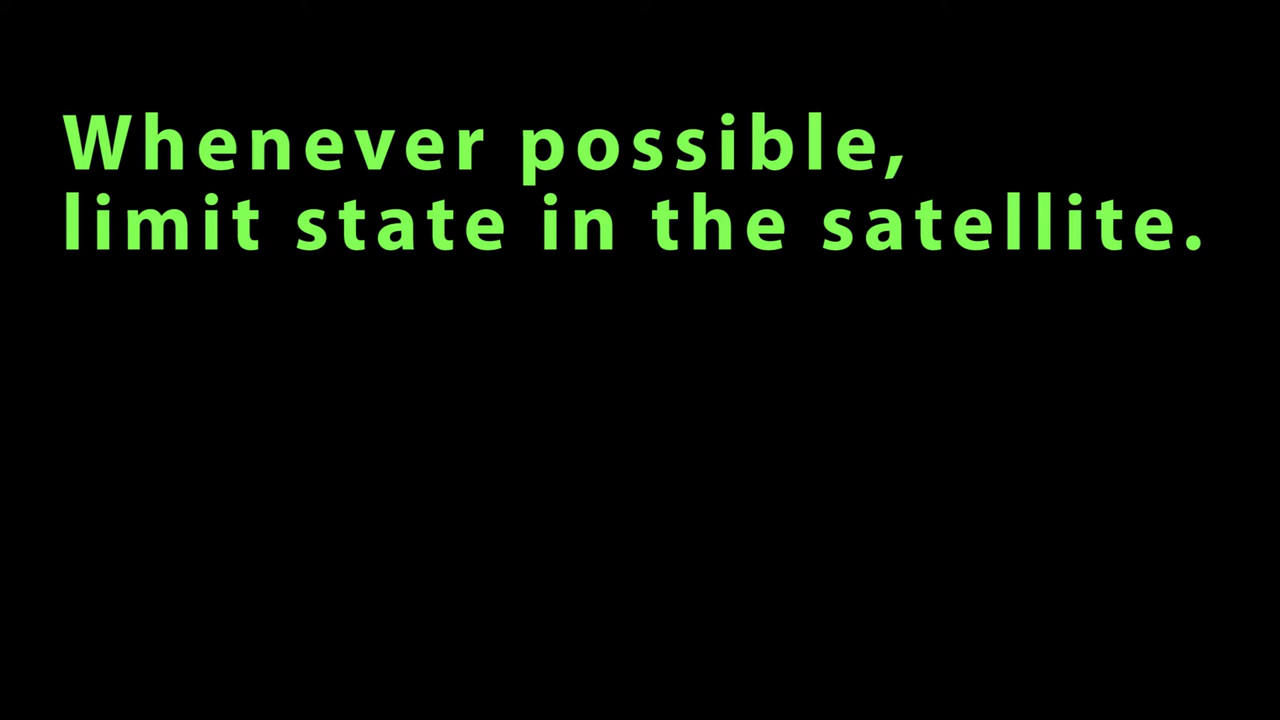 Whenever possible,
limit state in the satellite.